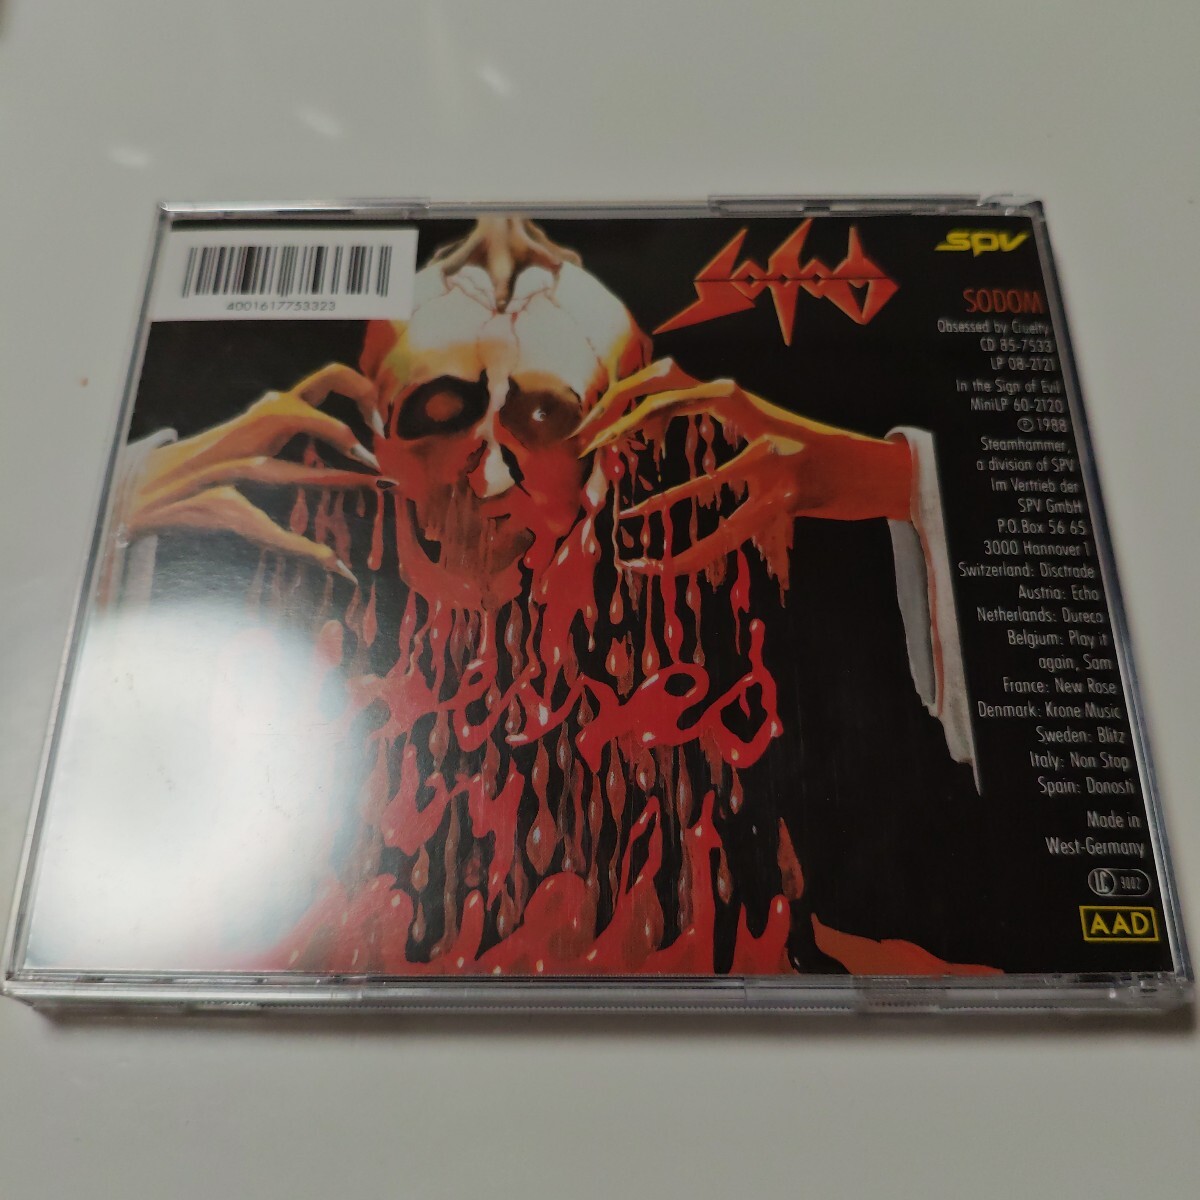 4001617753323
Sodom
spv
SODOM
Obsessed by Cruelty
CD 85-7533
LP 08-2121
In the Sign of Evil
MiniLP 60-2120
Ⓟ1988
Steamhammer,
a division of SPV
Im Vertrieb der
SPV GmbH
P.O.Box 56 65
3000 Hannover 1
Switzerland: Disctrade
Austria: Echo
Netherlands: Dureco
Belgium: Play it
again, Sam
France: New Rose
Denmark: Krone Music
Sweden: Blitz
Italy: Non Stop
Spain: Donosti
Made in
West-Germany
LC 9002
AAD